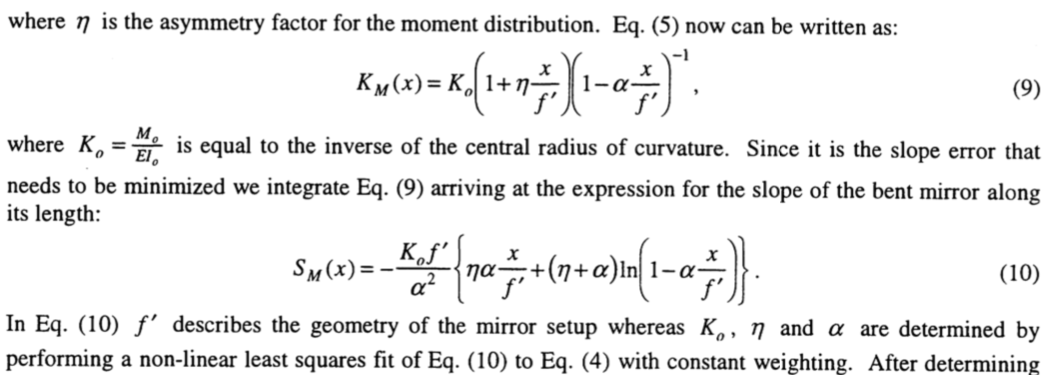 where η is the asymmetry factor for the moment distribution. Eq. (5) now can be written as:
K_M(x) = K_o(1+η x/f′)(1−α x/f′)^{−1}, (9)
where K_o = M_o/EI_o is equal to the inverse of the central radius of curvature. Since it is the slope error that
needs to be minimized we integrate Eq. (9) arriving at the expression for the slope of the bent mirror along
its length:
S_M(x) = −K_o f′/α² {ηα x/f′ + (η+α)ln(1−α x/f′)}. (10)
In Eq. (10) f′ describes the geometry of the mirror setup whereas K_o, η and α are determined by
performing a non-linear least squares fit of Eq. (10) to Eq. (4) with constant weighting. After determining